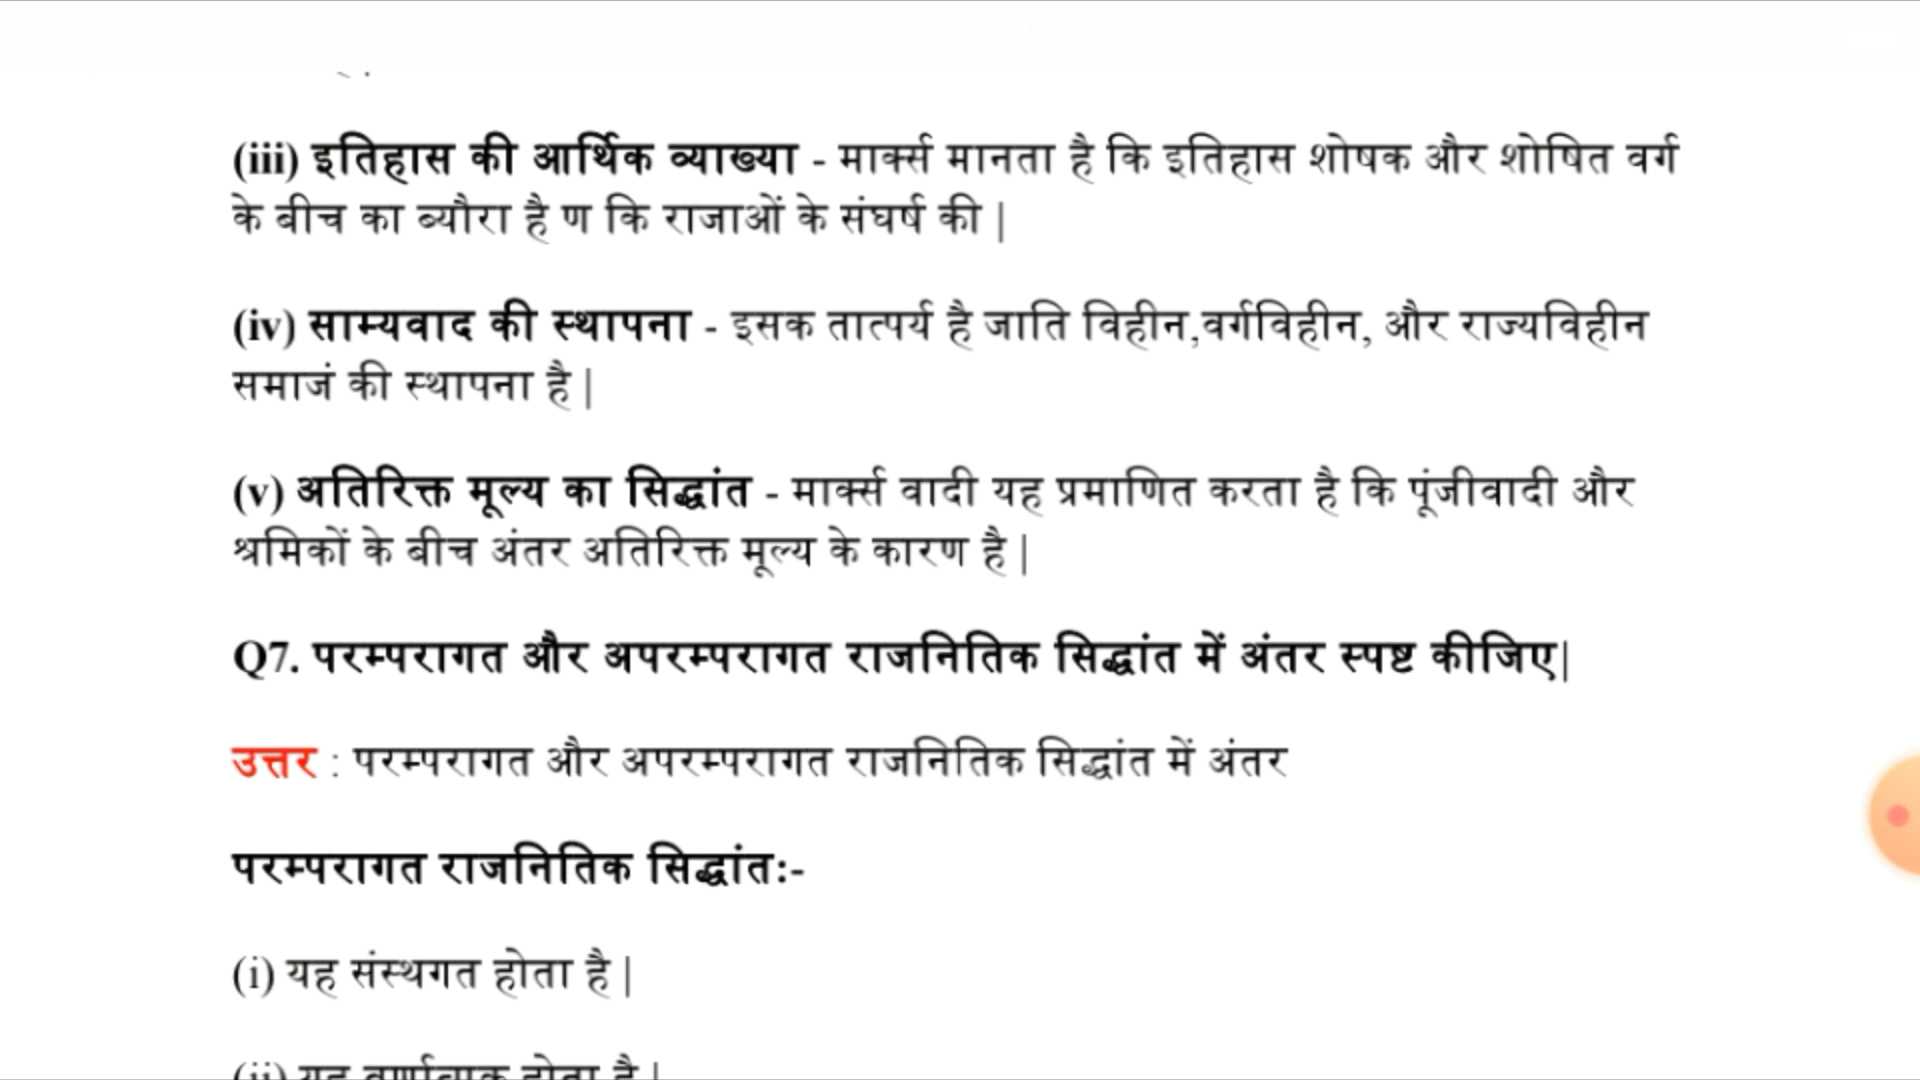 (iii) इतिहास की आर्थिक व्याख्या - मार्क्स मानता है कि इतिहास शोषक और शोषित वर्ग
के बीच का ब्यौरा है ण कि राजाओं के संघर्ष की |
(iv) साम्यवाद की स्थापना - इसक तात्पर्य है जाति विहीन,वर्गविहीन, और राज्यविहीन
समाजं की स्थापना है |
(v) अतिरिक्त मूल्य का सिद्धांत - मार्क्स वादी यह प्रमाणित करता है कि पूंजीवादी और
श्रमिकों के बीच अंतर अतिरिक्त मूल्य के कारण है |
Q7. परम्परागत और अपरम्परागत राजनितिक सिद्धांत में अंतर स्पष्ट कीजिए|
उत्तर : परम्परागत और अपरम्परागत राजनितिक सिद्धांत में अंतर
परम्परागत राजनितिक सिद्धांत:-
(i) यह संस्थगत होता है |
(ii) यह होता है |